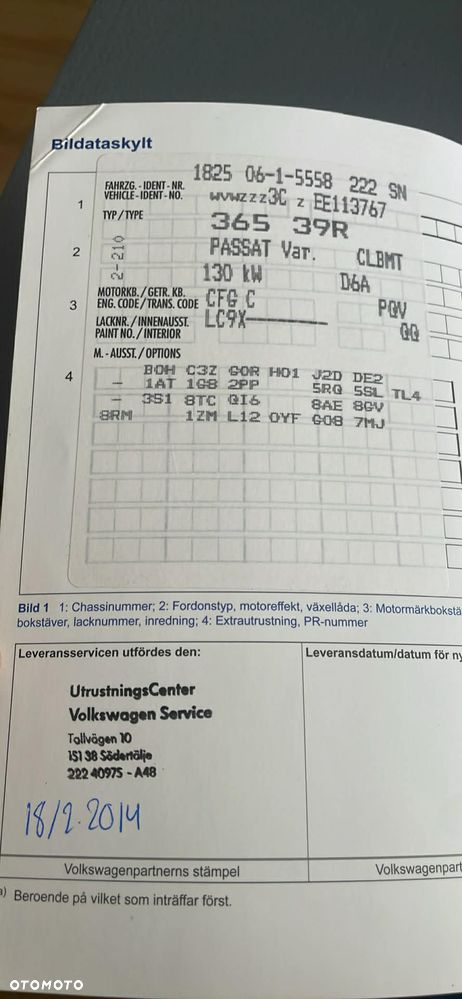 Bildataskylt
1825 06-1-5558 222 SN
1 FAHRZG.-IDENT-NR. VEHICLE-IDENT-NO. WVWZZZ3C Z EE113767
TYP/TYPE 365 39R
2 PASSAT Var. CLBMT
2-210
130 kW D6A
3 MOTORKB./GETR. KB. ENG. CODE/TRANS. CODE CFG C PQV
LACKNR./INNENAUSST. PAINT NO./INTERIOR LC9X QQ
M.-AUSST./OPTIONS
4 B0H C3Z G0R H01 J2D DE2
- 1AT 1G8 2PP 5RQ 5SL TL4
- 3S1 8TC QI6 8AE 8GV
8RM 1ZM L12 0YF G08 7MJ
Bild 1 1: Chassinummer; 2: Fordonstyp, motoreffekt, växellåda; 3: Motormärkbokstä
bokstäver, lacknummer, inredning; 4: Extrautrustning, PR-nummer
Leveransservicen utfördes den:
Leveransdatum/datum för ny
UtrustningsCenter
Volkswagen Service
Tallvägen 10
151 38 Södertälje
222 40975 - A48
18/2.2014
Volkswagenpartnerns stämpel
Volkswagenpart
a) Beroende på vilket som inträffar först.
OTOMOTO